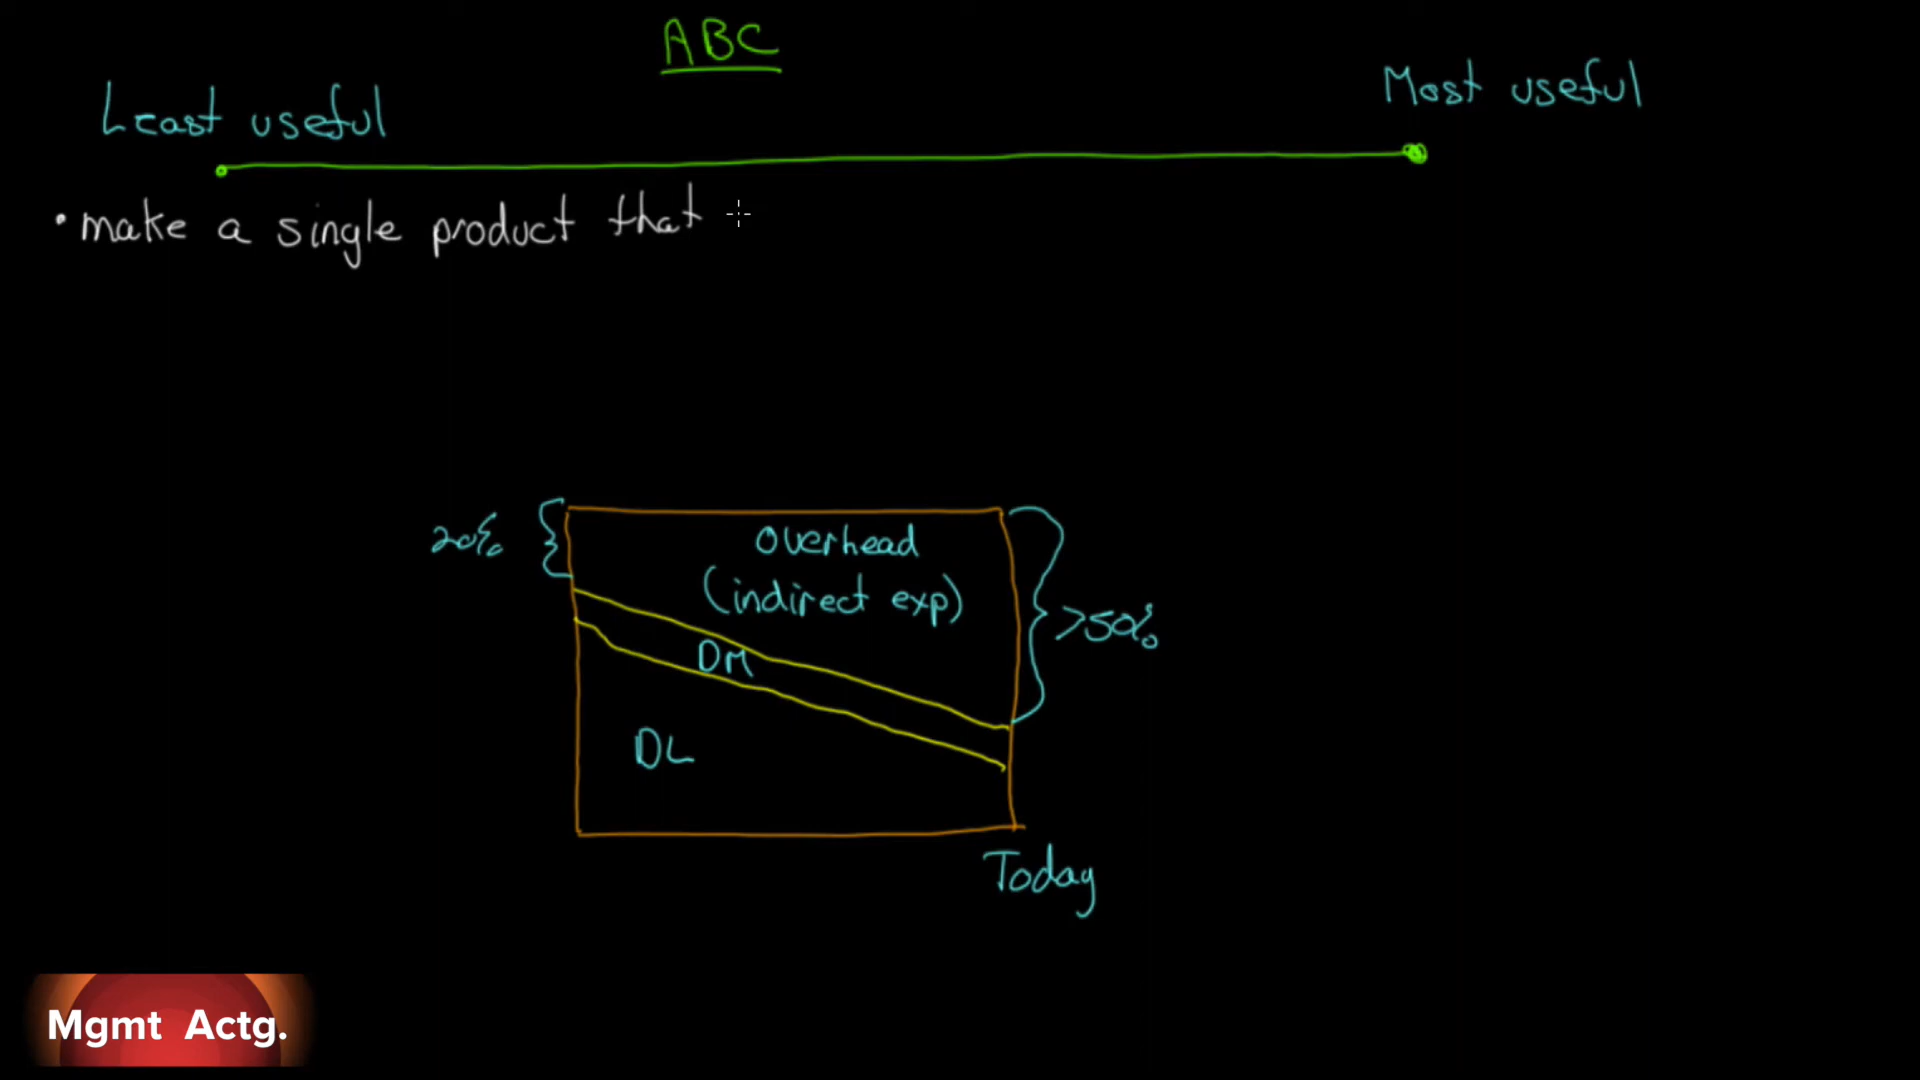 ABC
Least useful
Most useful
• make a single product that
20%
Overhead
(indirect exp)
>50%
DM
DL
Today
Mgmt Actg.